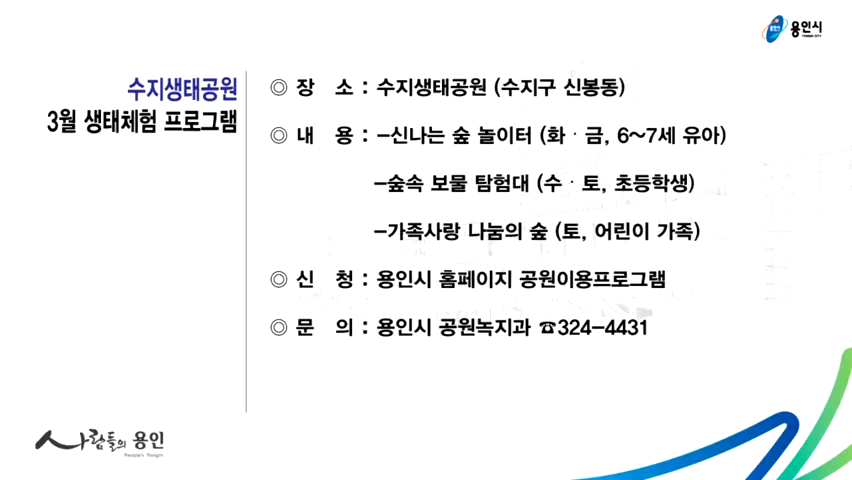 용인시
YONGIN CITY
수지생태공원
3월 생태체험 프로그램
◎ 장 소 : 수지생태공원 (수지구 신봉동)
◎ 내 용 : -신나는 숲 놀이터 (화·금, 6~7세 유아)
-숲속 보물 탐험대 (수·토, 초등학생)
-가족사랑 나눔의 숲 (토, 어린이 가족)
◎ 신 청 : 용인시 홈페이지 공원이용프로그램
◎ 문 의 : 용인시 공원녹지과 ☎324-4431
사람들의 용인
People's Yongin